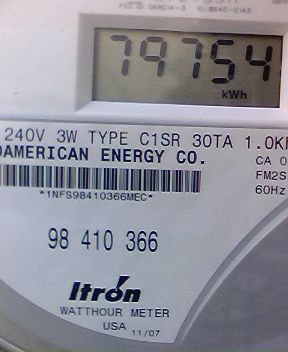 79754
kWh
240V 3W TYPE C1SR 30TA 1.0K
AMERICAN ENERGY CO.
CA 0
FM2S
60Hz
*1NFS98410366MEC*
98 410 366
Itron
WATTHOUR METER
USA 11/07